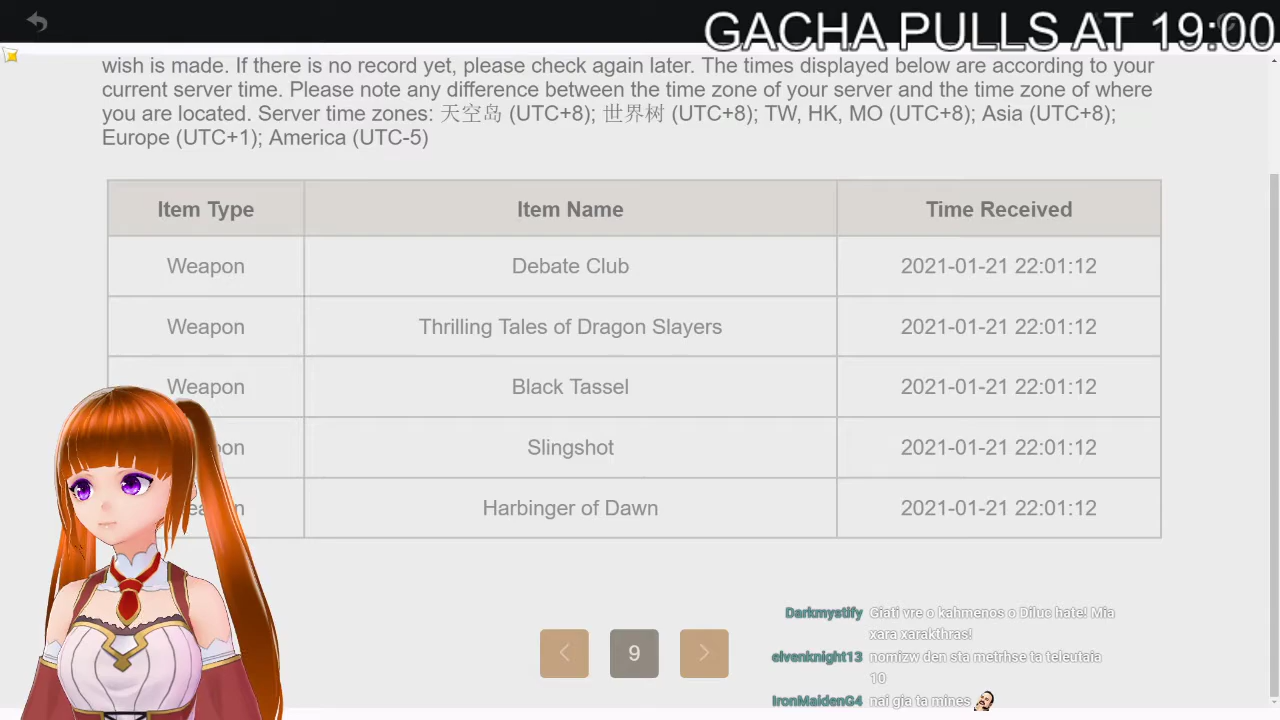 GACHA PULLS AT 19:00
wish is made. If there is no record yet, please check again later. The times displayed below are according to your
current server time. Please note any difference between the time zone of your server and the time zone of where
you are located. Server time zones: 天空岛 (UTC+8); 世界树 (UTC+8); TW, HK, MO (UTC+8); Asia (UTC+8);
Europe (UTC+1); America (UTC-5)
Item Type Item Name Time Received
Weapon Debate Club 2021-01-21 22:01:12
Weapon Thrilling Tales of Dragon Slayers 2021-01-21 22:01:12
Weapon Black Tassel 2021-01-21 22:01:12
Slingshot 2021-01-21 22:01:12
Harbinger of Dawn 2021-01-21 22:01:12
9
Darkmystify Giati vre o kahmenos o Diluc hate! Mia
xara xarakthras!
elvenknight13 nomizw den sta metrhse ta teleutaia
10
IronMaidenG4 nai gia ta mines